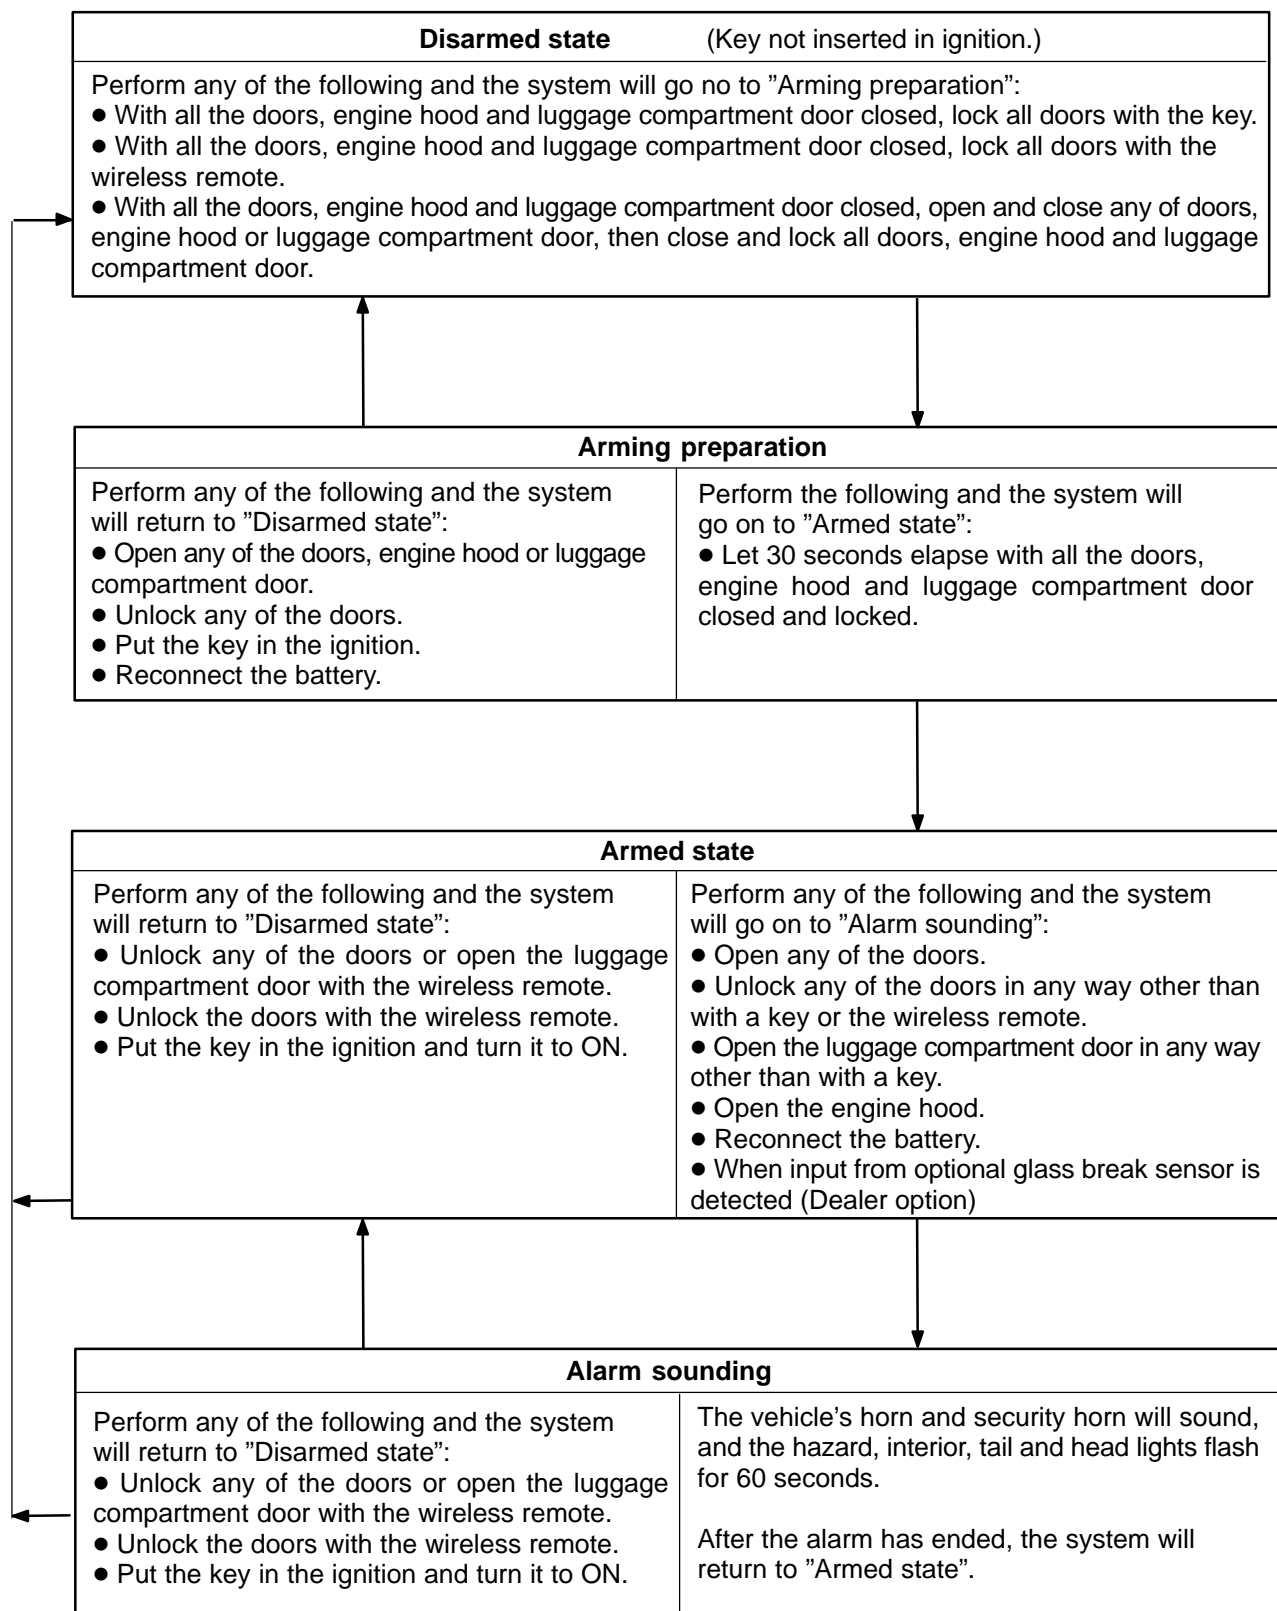 Disarmed state (Key not inserted in ignition.)
Perform any of the following and the system will go no to ”Arming preparation”:
● With all the doors, engine hood and luggage compartment door closed, lock all doors with the key.
● With all the doors, engine hood and luggage compartment door closed, lock all doors with the
wireless remote.
● With all the doors, engine hood and luggage compartment door closed, open and close any of doors,
engine hood or luggage compartment door, then close and lock all doors, engine hood and luggage
compartment door.
Arming preparation
Perform any of the following and the system
will return to ”Disarmed state”:
● Open any of the doors, engine hood or luggage
compartment door.
● Unlock any of the doors.
● Put the key in the ignition.
● Reconnect the battery.
Perform the following and the system will
go on to ”Armed state”:
● Let 30 seconds elapse with all the doors,
engine hood and luggage compartment door
closed and locked.
Armed state
Perform any of the following and the system
will return to ”Disarmed state”:
● Unlock any of the doors or open the luggage
compartment door with the wireless remote.
● Unlock the doors with the wireless remote.
● Put the key in the ignition and turn it to ON.
Perform any of the following and the system
will go on to ”Alarm sounding”:
● Open any of the doors.
● Unlock any of the doors in any way other than
with a key or the wireless remote.
● Open the luggage compartment door in any way
other than with a key.
● Open the engine hood.
● Reconnect the battery.
● When input from optional glass break sensor is
detected (Dealer option)
Alarm sounding
Perform any of the following and the system
will return to ”Disarmed state”:
● Unlock any of the doors or open the luggage
compartment door with the wireless remote.
● Unlock the doors with the wireless remote.
● Put the key in the ignition and turn it to ON.
The vehicle’s horn and security horn will sound,
and the hazard, interior, tail and head lights flash
for 60 seconds.
After the alarm has ended, the system will
return to ”Armed state”.